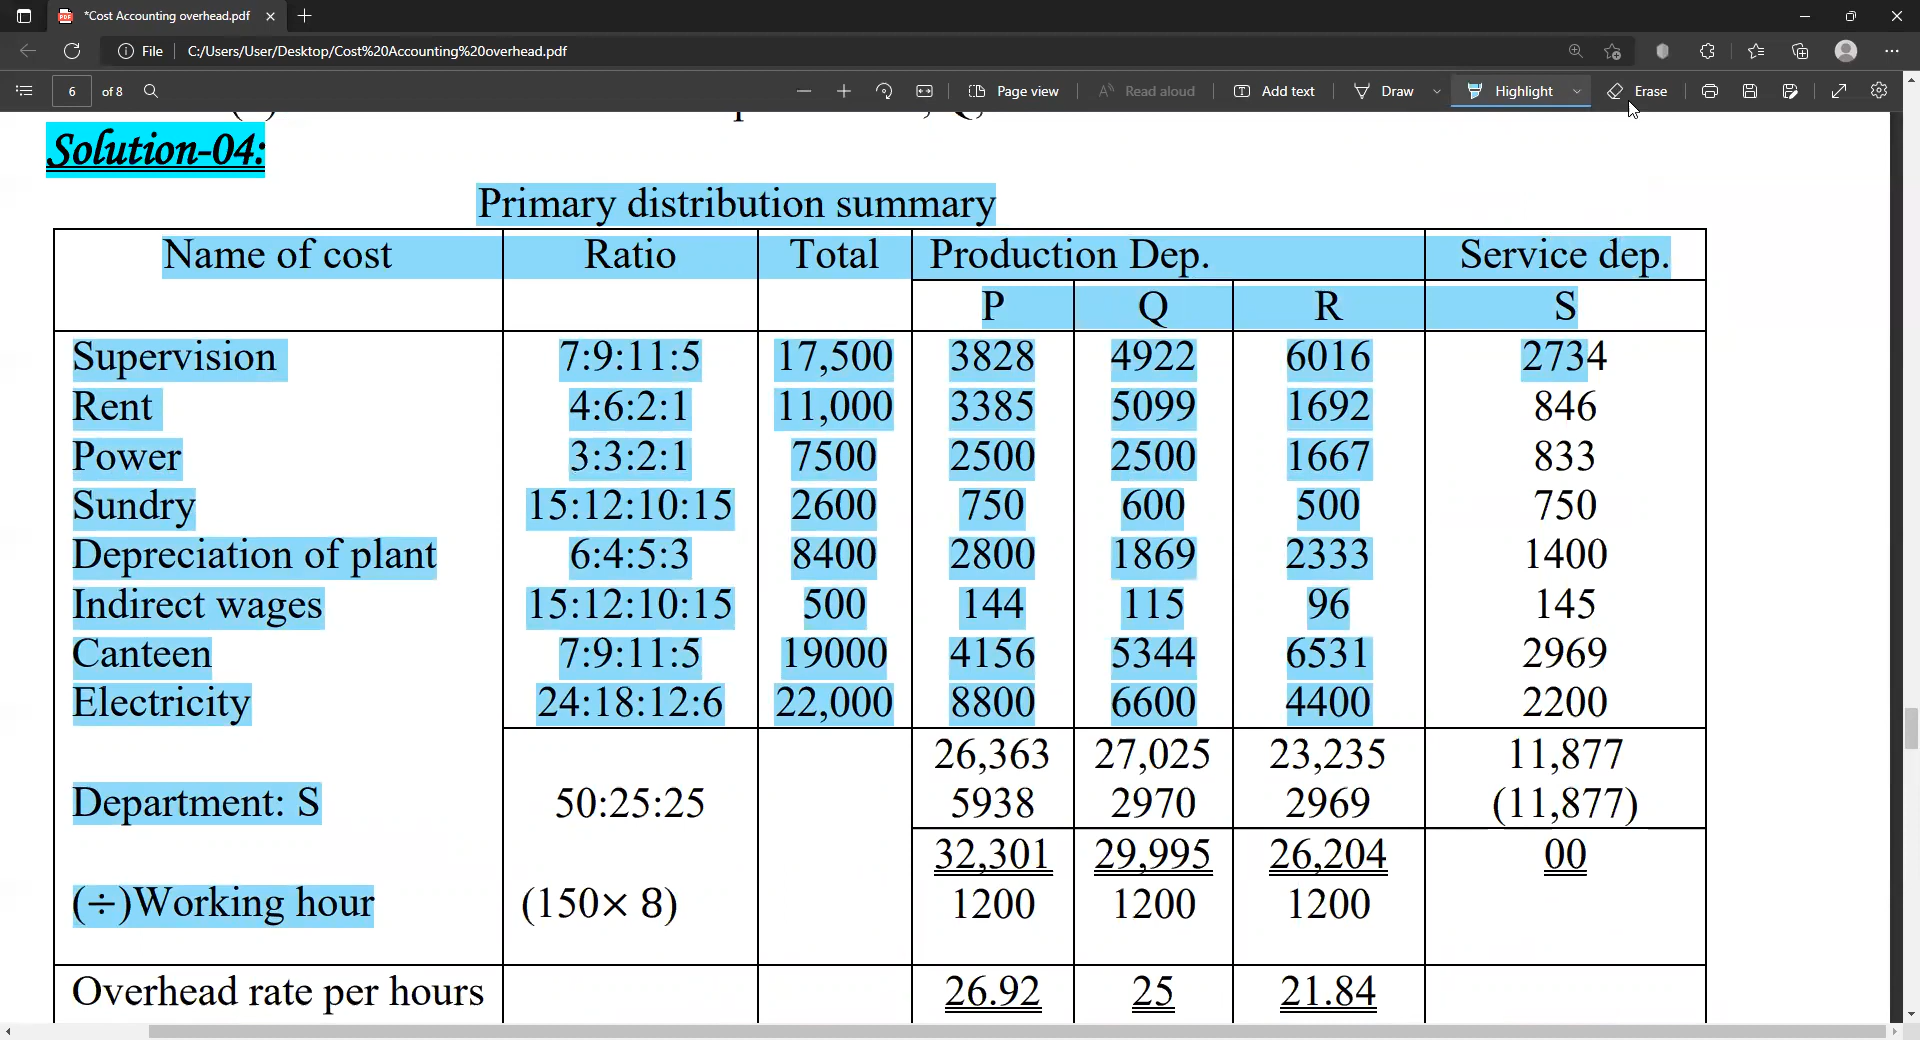 *Cost Accounting overhead.pdf
File C:/Users/User/Desktop/Cost%20Accounting%20overhead.pdf
6 of 8 Page view Read aloud Add text Draw Highlight Erase
Solution-04:
Primary distribution summary
Name of cost Ratio Total Production Dep. Service dep.
P Q R S
Supervision 7:9:11:5 17,500 3828 4922 6016 2734
Rent 4:6:2:1 11,000 3385 5099 1692 846
Power 3:3:2:1 7500 2500 2500 1667 833
Sundry 15:12:10:15 2600 750 600 500 750
Depreciation of plant 6:4:5:3 8400 2800 1869 2333 1400
Indirect wages 15:12:10:15 500 144 115 96 145
Canteen 7:9:11:5 19000 4156 5344 6531 2969
Electricity 24:18:12:6 22,000 8800 6600 4400 2200
26,363 27,025 23,235 11,877
Department: S 50:25:25 5938 2970 2969 (11,877)
32,301 29,995 26,204 00
(÷)Working hour (150× 8) 1200 1200 1200
Overhead rate per hours 26.92 25 21.84